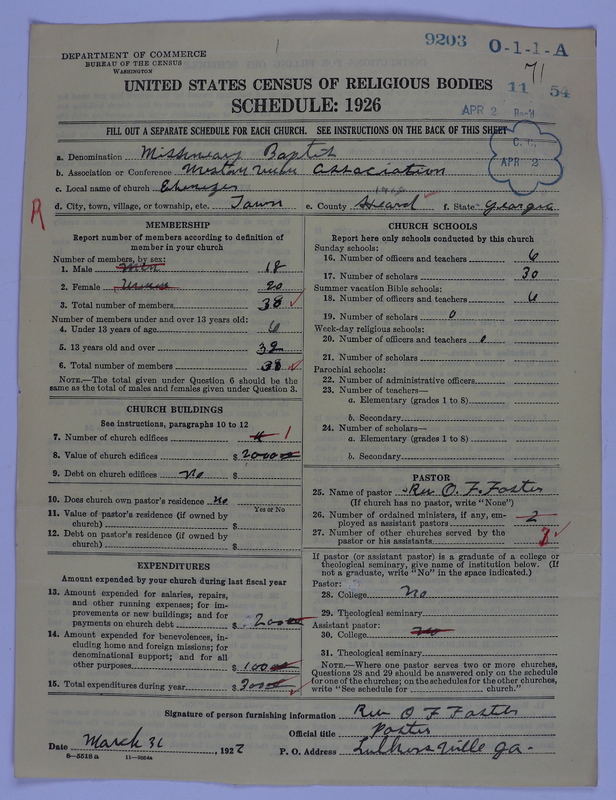 9203 O-1-1-A
71
DEPARTMENT OF COMMERCE
BUREAU OF THE CENSUS
WASHINGTON
UNITED STATES CENSUS OF RELIGIOUS BODIES
11 54
SCHEDULE: 1926
APR 2 Rec'd
FILL OUT A SEPARATE SCHEDULE FOR EACH CHURCH. SEE INSTRUCTIONS ON THE BACK OF THIS SHEET
C. C.
APR 2
a. Denomination Missionary Baptist
b. Association or Conference Western Union Association
c. Local name of church Ebenezer
d. City, town, village, or township, etc. Town e. County Heard f. State Georgia
R
MEMBERSHIP
Report number of members according to definition of
member in your church
Number of members, by sex:
1. Male Men 18
2. Female 20
3. Total number of members 38
Number of members under and over 13 years old:
4. Under 13 years of age 6
5. 13 years old and over 32
6. Total number of members 38
NOTE.—The total given under Question 6 should be
the same as the total of males and females given under Question 3.
CHURCH BUILDINGS
See instructions, paragraphs 10 to 12
7. Number of church edifices 1
8. Value of church edifices $ 2000
9. Debt on church edifices No
10. Does church own pastor's residence No
Yes or No
11. Value of pastor's residence (if owned by
church) $
12. Debt on pastor's residence (if owned by
church) $
EXPENDITURES
Amount expended by your church during last fiscal year
13. Amount expended for salaries, repairs,
and other running expenses; for im-
provements or new buildings; and for
payments on church debt $ 200
14. Amount expended for benevolences, in-
cluding home and foreign missions; for
denominational support; and for all
other purposes $ 100
15. Total expenditures during year $ 300
CHURCH SCHOOLS
Report here only schools conducted by this church
Sunday schools:
16. Number of officers and teachers 6
17. Number of scholars 30
Summer vacation Bible schools:
18. Number of officers and teachers 6
19. Number of scholars 0
Week-day religious schools:
20. Number of officers and teachers 0
21. Number of scholars
Parochial schools:
22. Number of administrative officers
23. Number of teachers—
a. Elementary (grades 1 to 8)
b. Secondary
24. Number of scholars—
a. Elementary (grades 1 to 8)
b. Secondary
PASTOR
25. Name of pastor Rev O. F. Foster
(If church has no pastor, write "None")
26. Number of ordained ministers, if any, em-
ployed as assistant pastors 2
27. Number of other churches served by the
pastor or his assistants 3
If pastor (or assistant pastor) is a graduate of a college or
theological seminary, give name of institution below. (If
not a graduate, write "No" in the space indicated.)
Pastor:
28. College No
29. Theological seminary
Assistant pastor:
30. College No
31. Theological seminary
NOTE.—Where one pastor serves two or more churches,
Questions 28 and 29 should be answered only on the schedule
for one of the churches; on the schedules for the other churches,
write "See schedule for church."
Signature of person furnishing information Rev O F Foster
Official title Pastor
Date March 31, 1927 P. O. Address Luthersville Ga-
8-5518a 11-9554a